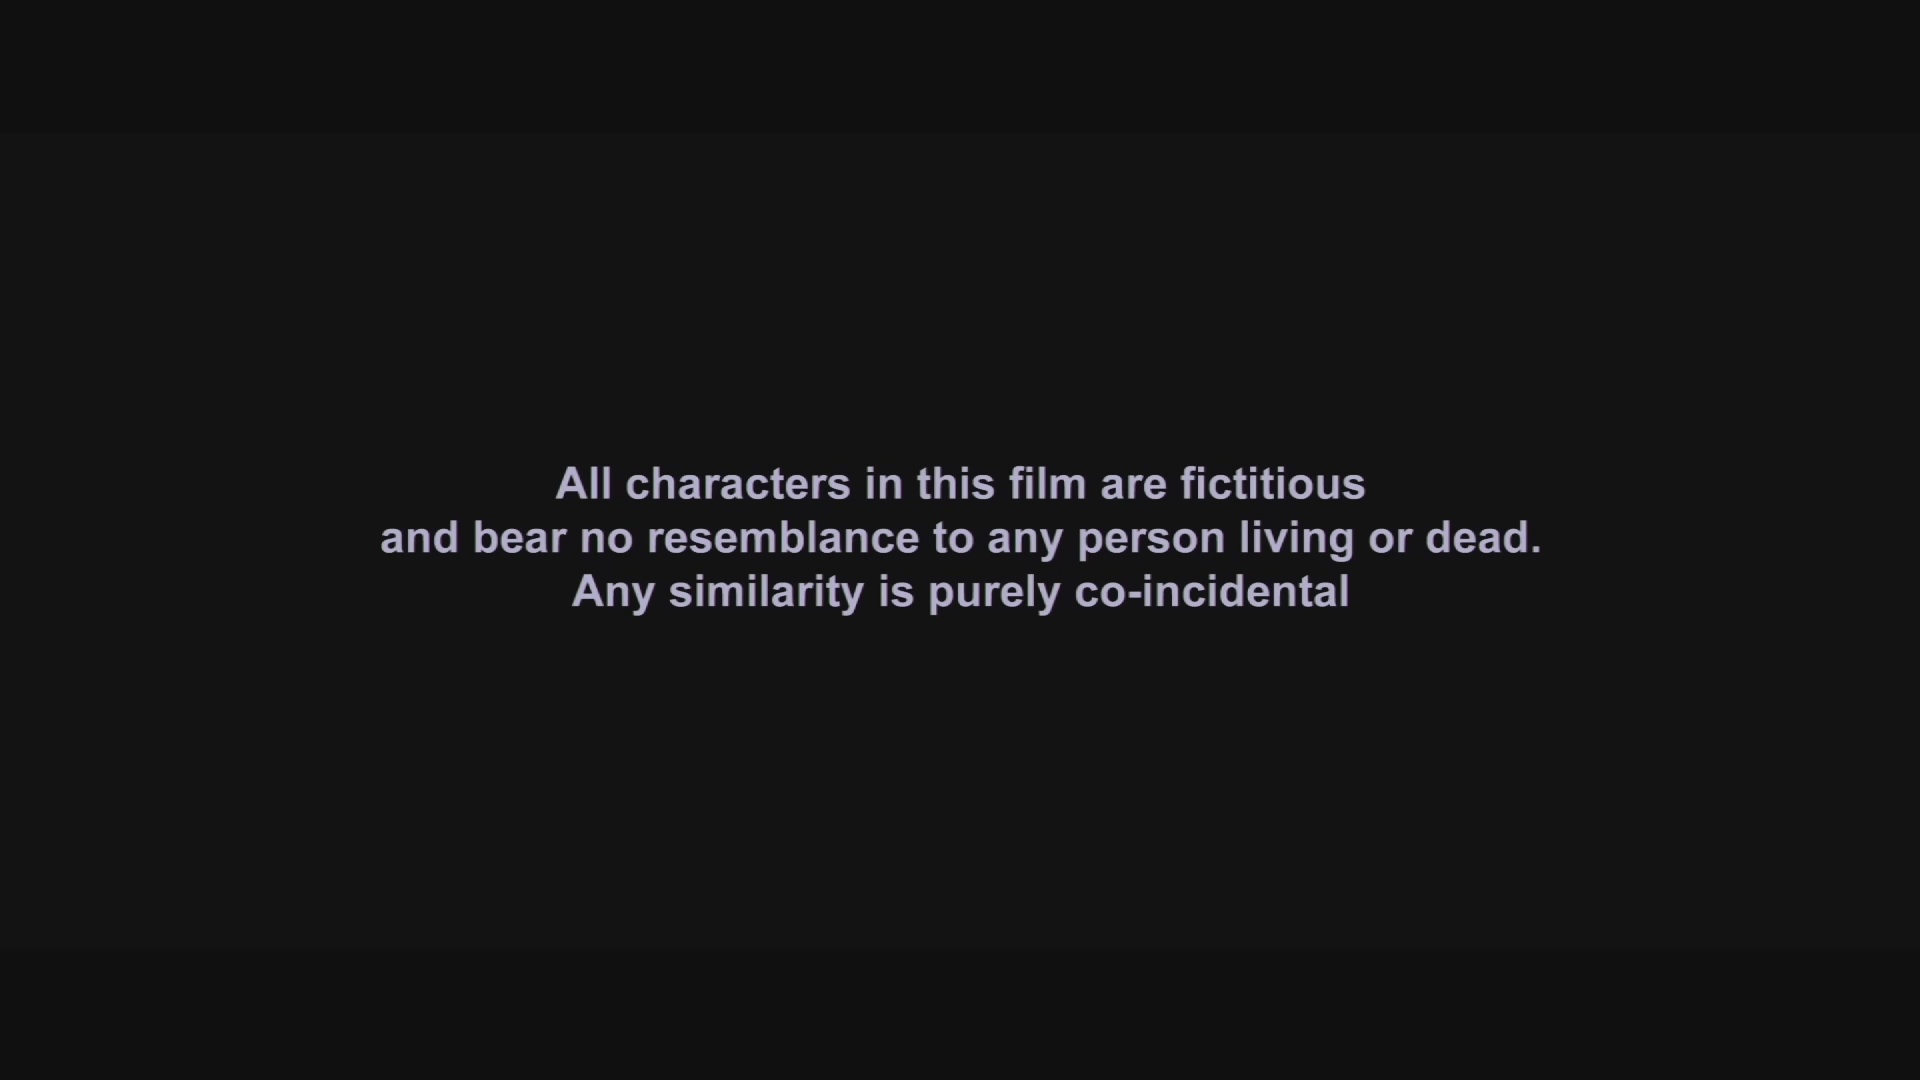 All characters in this film are fictitious
and bear no resemblance to any person living or dead.
Any similarity is purely co-incidental